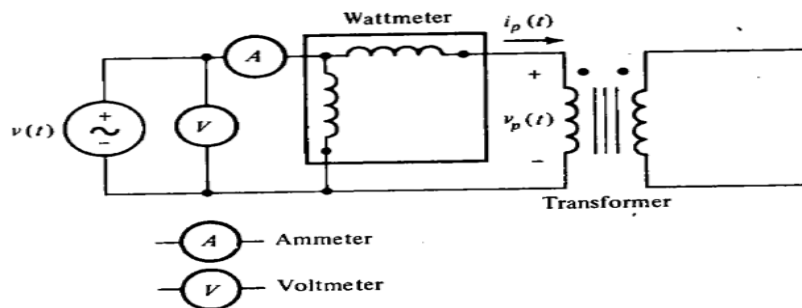 Wattmeter
i_p(t)
A
+
v(t)
+
-
V
v_p(t)
-
Transformer
A Ammeter
V Voltmeter